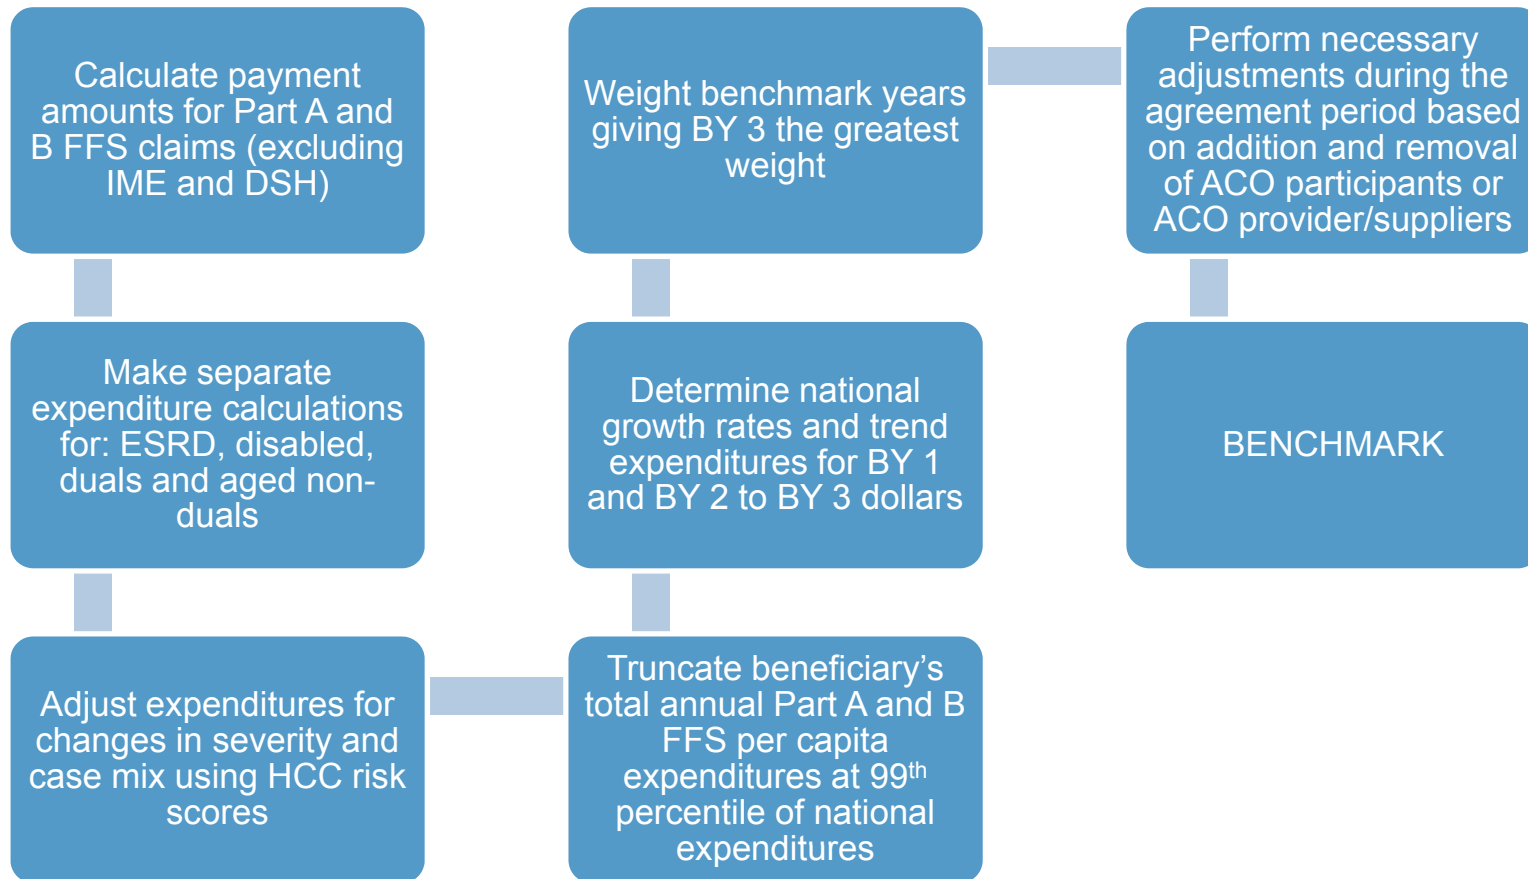 Calculate payment
amounts for Part A and
B FFS claims (excluding
IME and DSH)
Make separate
expenditure calculations
for: ESRD, disabled,
duals and aged non-
duals
Adjust expenditures for
changes in severity and
case mix using HCC risk
scores
Truncate beneficiary’s
total annual Part A and B
FFS per capita
expenditures at 99th
percentile of national
expenditures
Determine national
growth rates and trend
expenditures for BY 1
and BY 2 to BY 3 dollars
Weight benchmark years
giving BY 3 the greatest
weight
Perform necessary
adjustments during the
agreement period based
on addition and removal
of ACO participants or
ACO provider/suppliers
BENCHMARK